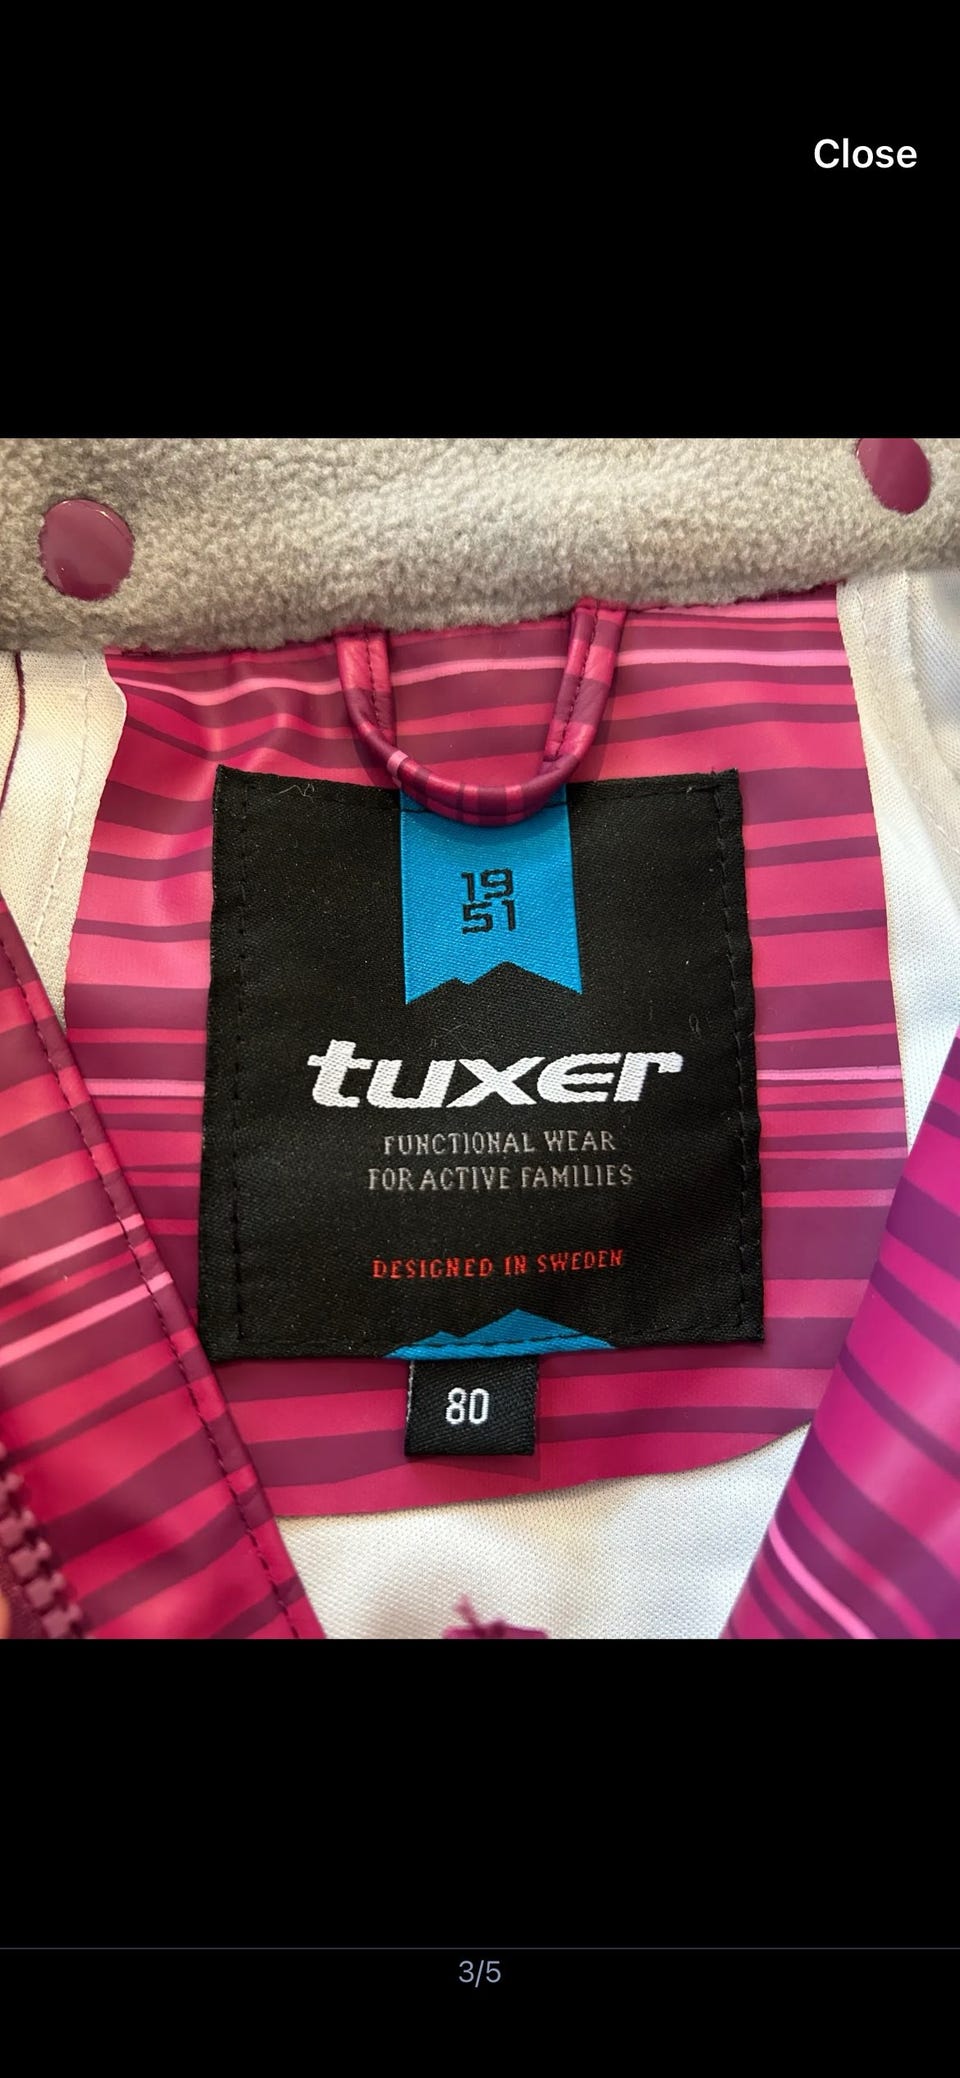 Close
19
51
tuxer
FUNCTIONAL WEAR
FOR ACTIVE FAMILIES
DESIGNED IN SWEDEN
80
3/5